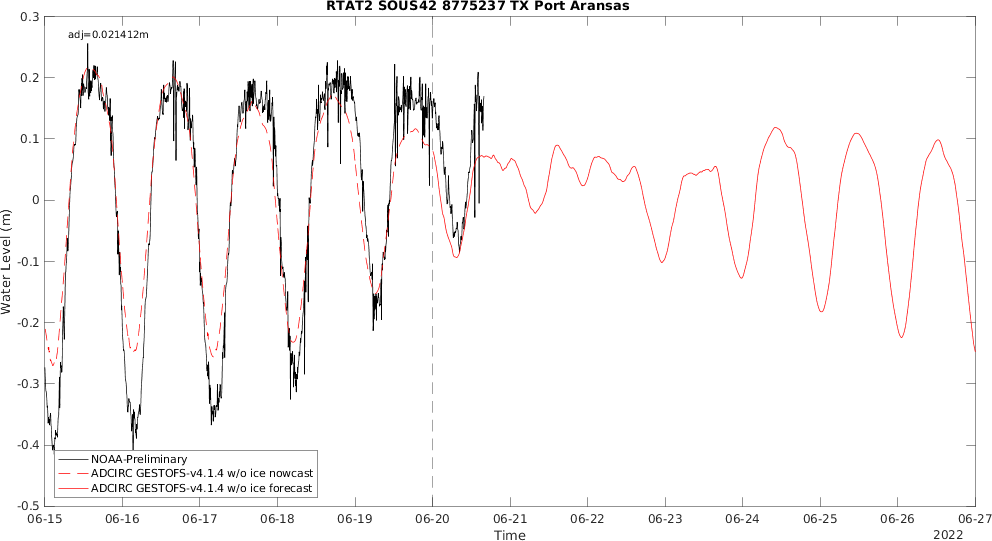 RTAT2 SOUS42 8775237 TX Port Aransas
adj=0.021412m
0.3
0.2
0.1
0
-0.1
-0.2
-0.3
-0.4
-0.5
Water Level (m)
NOAA-Preliminary
ADCIRC GESTOFS-v4.1.4 w/o ice nowcast
ADCIRC GESTOFS-v4.1.4 w/o ice forecast
06-15 06-16 06-17 06-18 06-19 06-20 06-21 06-22 06-23 06-24 06-25 06-26 06-27
Time
2022